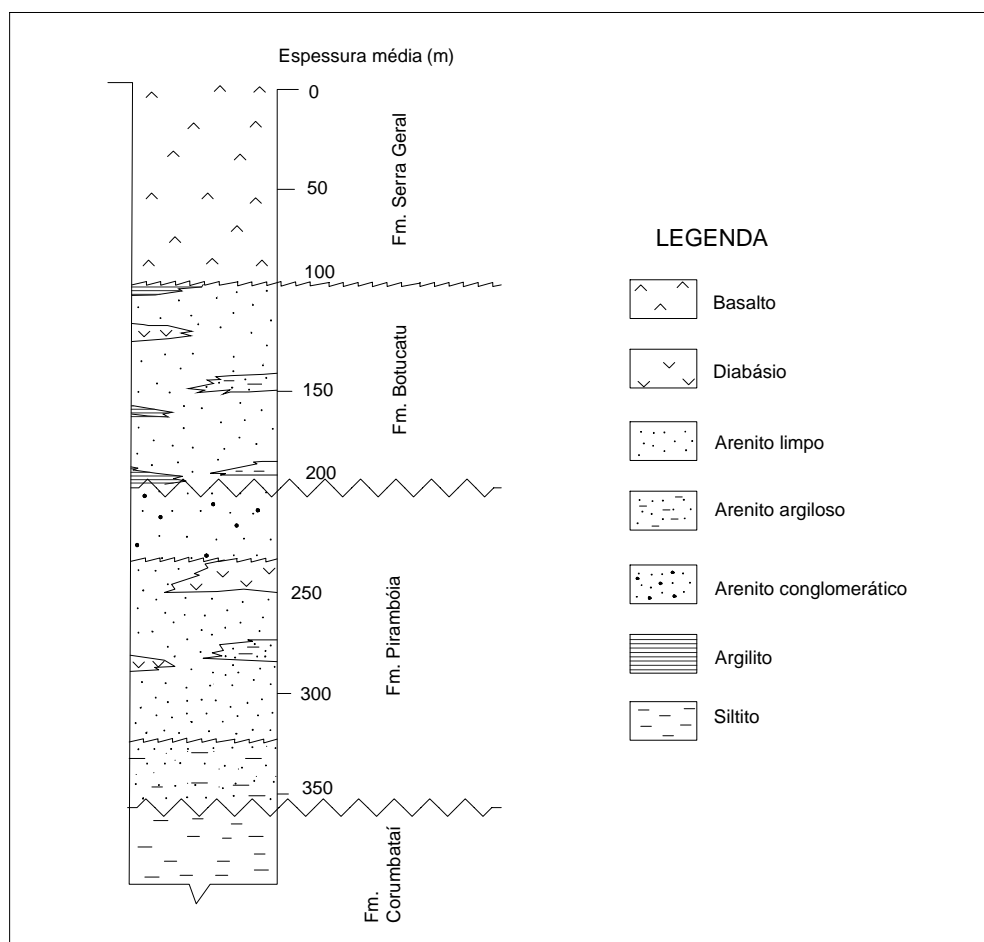 Espessura média (m)
0
50
100
150
200
250
300
350
Fm. Serra Geral
Fm. Botucatu
Fm. Pirambóia
Fm.
Corumbataí
LEGENDA
Basalto
Diabásio
Arenito limpo
Arenito argiloso
Arenito conglomerático
Argilito
Siltito